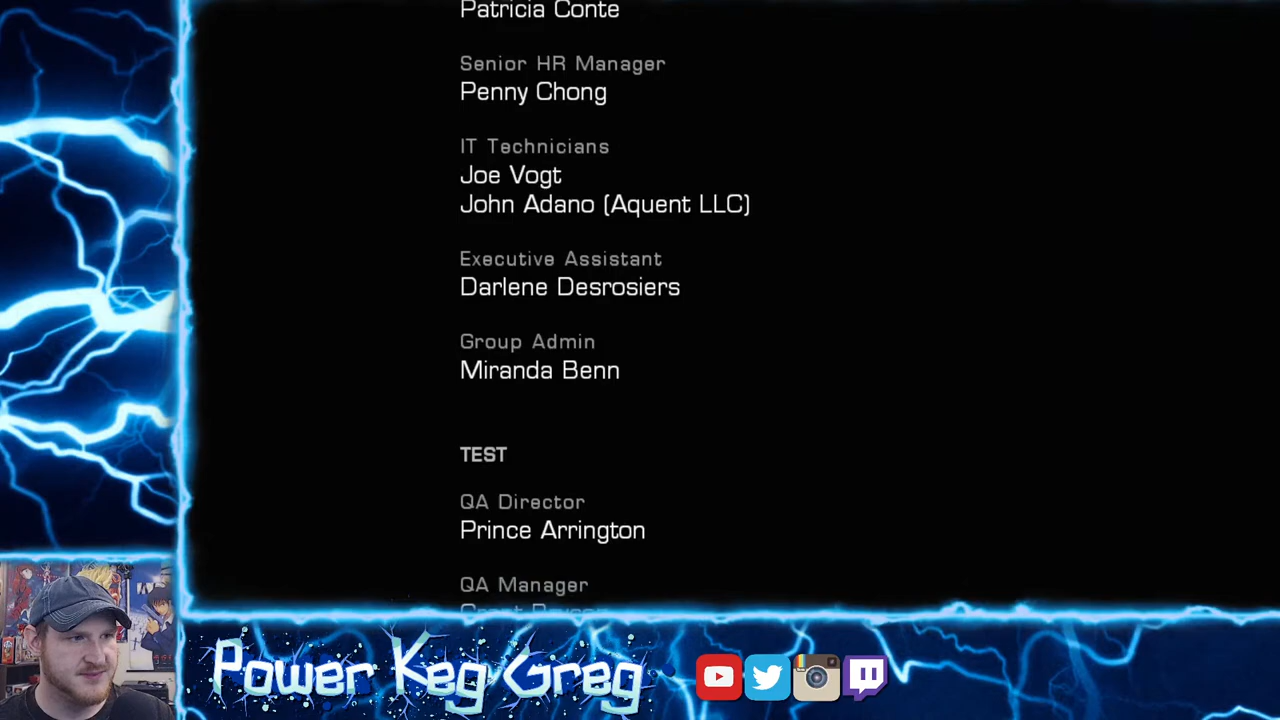 Patricia Conte
Senior HR Manager
Penny Chong
IT Technicians
Joe Vogt
John Adano (Aquent LLC)
Executive Assistant
Darlene Desrosiers
Group Admin
Miranda Benn
TEST
QA Director
Prince Arrington
QA Manager
Power Keg Greg